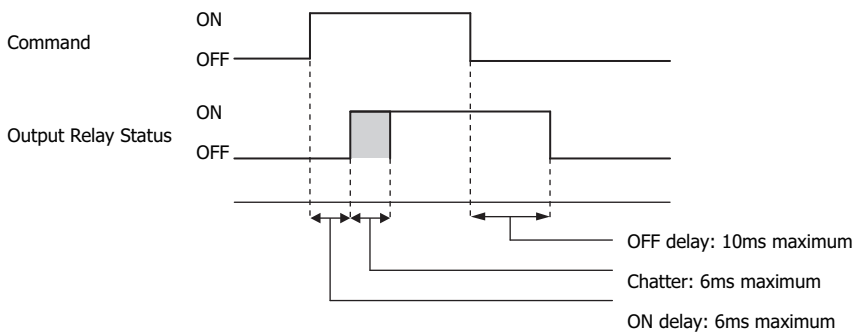 ON
Command
OFF
ON
Output Relay Status
OFF
OFF delay: 10ms maximum
Chatter: 6ms maximum
ON delay: 6ms maximum